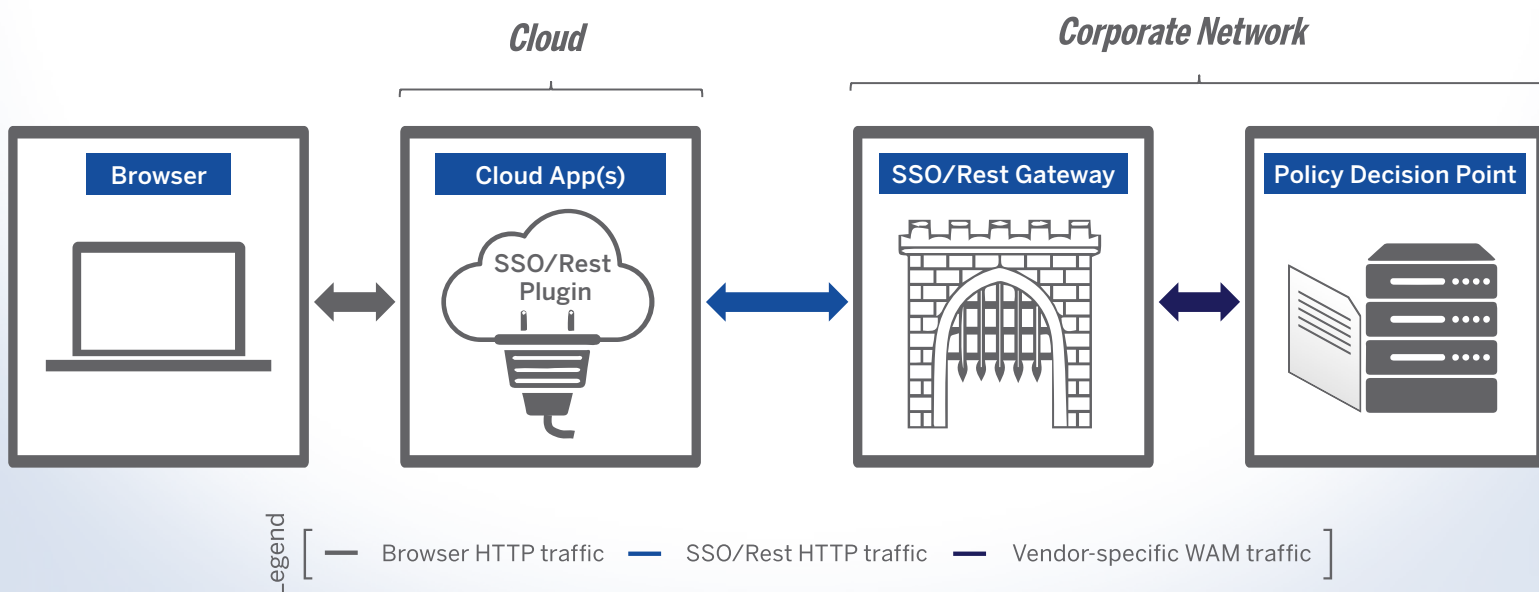 Cloud
Corporate Network
Browser
Cloud App(s)
SSO/Rest
Plugin
SSO/Rest Gateway
Policy Decision Point
Legend
Browser HTTP traffic
SSO/Rest HTTP traffic
Vendor-specific WAM traffic